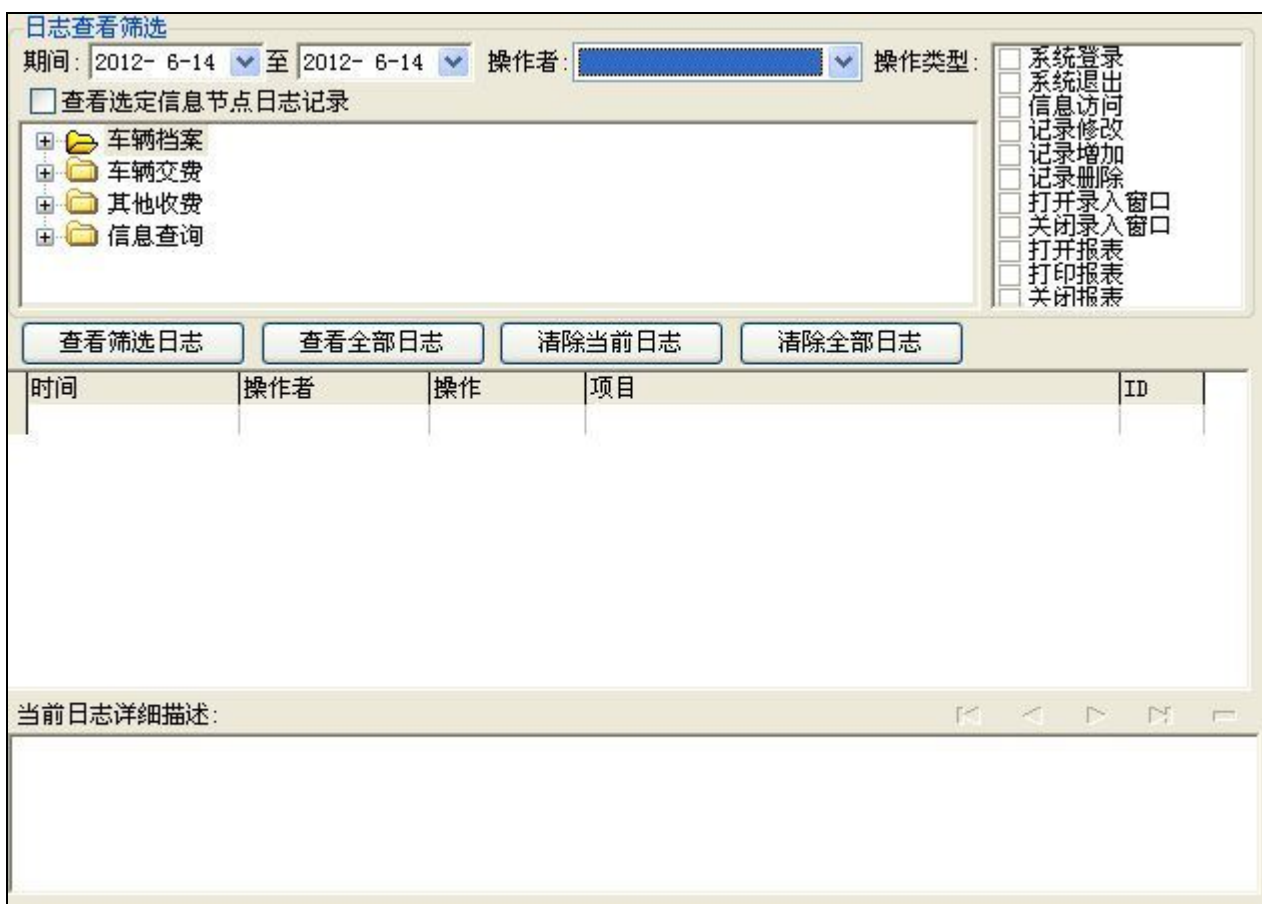 日志查看筛选
期间: 2012- 6-14 至 2012- 6-14 操作者: 操作类型:
系统登录
系统退出
信息访问
记录修改
记录增加
记录删除
打开录入窗口
关闭录入窗口
打开报表
打印报表
关闭报表
查看选定信息节点日志记录
车辆档案
车辆交费
其他收费
信息查询
查看筛选日志 查看全部日志 清除当前日志 清除全部日志
时间 操作者 操作 项目 ID
当前日志详细描述: